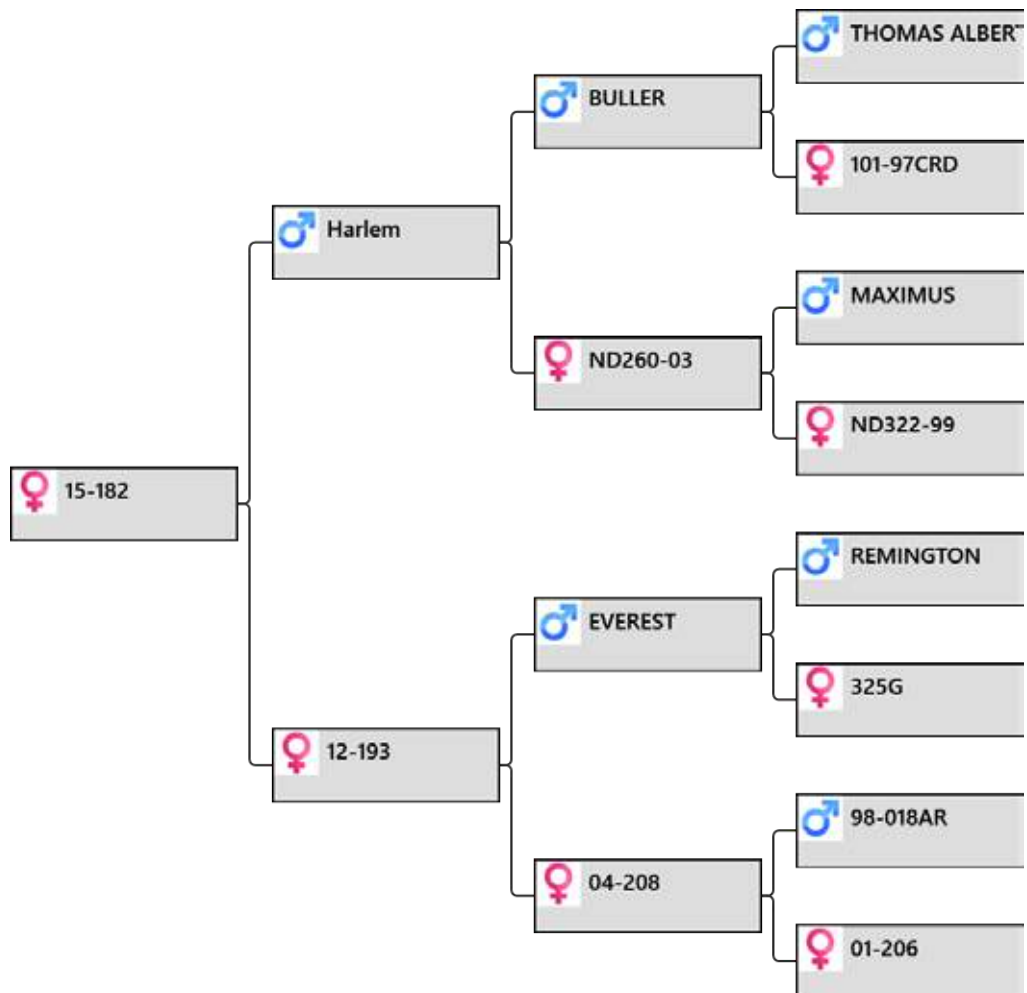 THOMAS ALBERT
BULLER
101-97CRD
Harlem
MAXIMUS
ND260-03
ND322-99
15-182
REMINGTON
EVEREST
325G
12-193
98-018AR
04-208
01-206